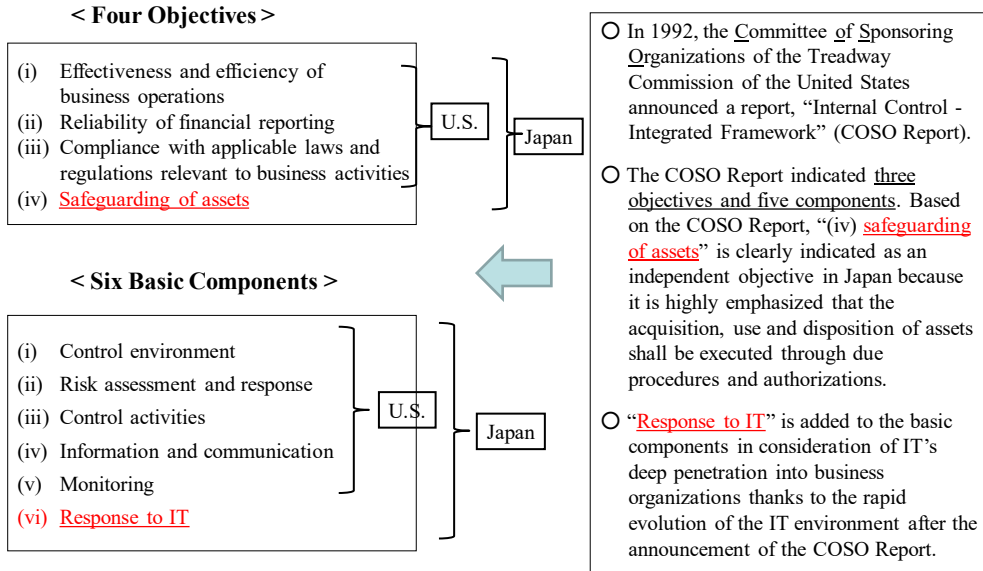 < Four Objectives >
(i) Effectiveness and efficiency of
business operations
(ii) Reliability of financial reporting
(iii) Compliance with applicable laws and
regulations relevant to business activities
(iv) Safeguarding of assets
U.S.
Japan
< Six Basic Components >
(i) Control environment
(ii) Risk assessment and response
(iii) Control activities
(iv) Information and communication
(v) Monitoring
(vi) Response to IT
U.S.
Japan
○ In 1992, the Committee of Sponsoring
Organizations of the Treadway
Commission of the United States
announced a report, “Internal Control -
Integrated Framework” (COSO Report).
○ The COSO Report indicated three
objectives and five components. Based
on the COSO Report, “(iv) safeguarding
of assets” is clearly indicated as an
independent objective in Japan because
it is highly emphasized that the
acquisition, use and disposition of assets
shall be executed through due
procedures and authorizations.
○ “Response to IT” is added to the basic
components in consideration of IT’s
deep penetration into business
organizations thanks to the rapid
evolution of the IT environment after the
announcement of the COSO Report.